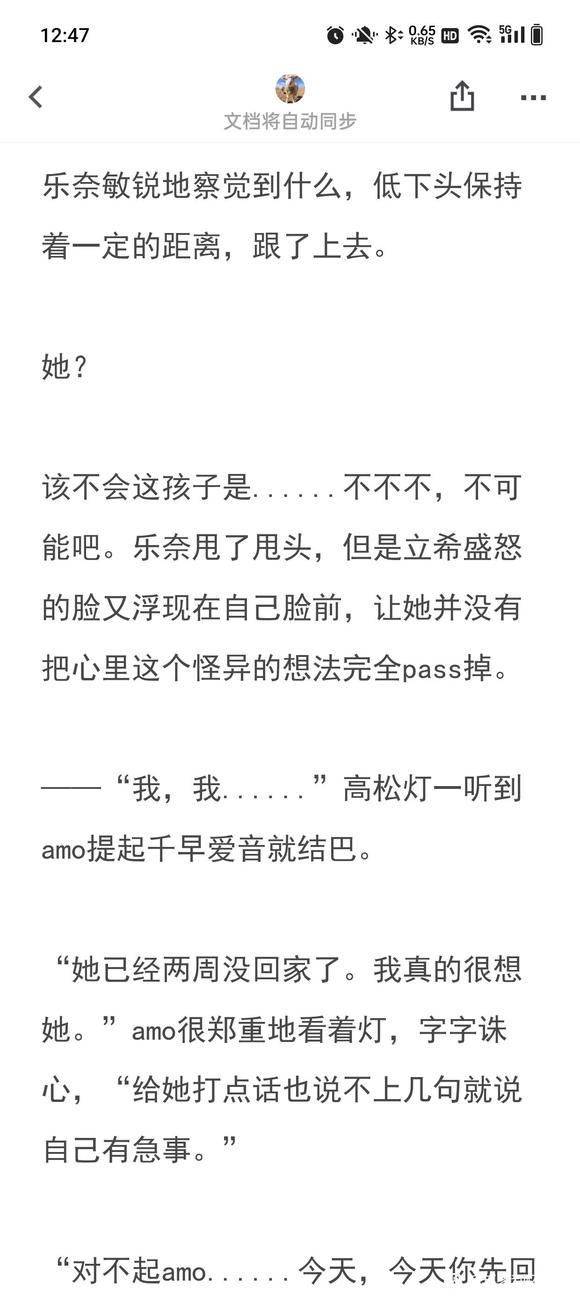 12:47
0.65
KB/S
HD
5G
文档将自动同步
乐奈敏锐地察觉到什么，低下头保持
着一定的距离，跟了上去。
她？
该不会这孩子是......不不不，不可
能吧。乐奈甩了甩头，但是立希盛怒
的脸又浮现在自己脸前，让她并没有
把心里这个怪异的想法完全pass掉。
——“我，我......”高松灯一听到
amo提起千早爱音就结巴。
“她已经两周没回家了。我真的很想
她。”amo很郑重地看着灯，字字诛
心，“给她打点话也说不上几句就说
自己有急事。”
“对不起amo......今天，今天你先回